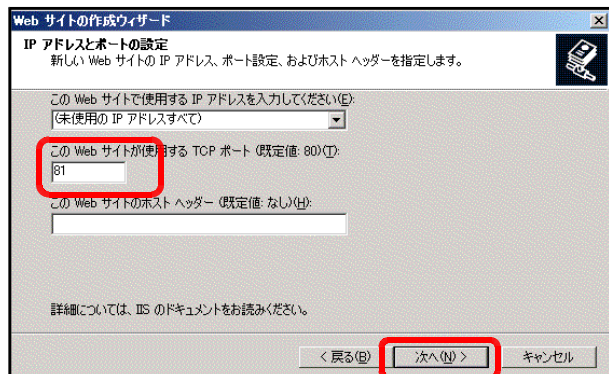 Web サイトの作成ウィザード
IP アドレスとポートの設定
新しい Web サイトの IP アドレス、ポート設定、およびホスト ヘッダーを指定します。
この Web サイトで使用する IP アドレスを入力してください(E):
(未使用の IP アドレスすべて)
この Web サイトが使用する TCP ポート (既定値: 80)(T):
81
この Web サイトのホスト ヘッダー (既定値: なし)(H):
詳細については、IIS のドキュメントをお読みください。
< 戻る(B) 次へ(N) > キャンセル